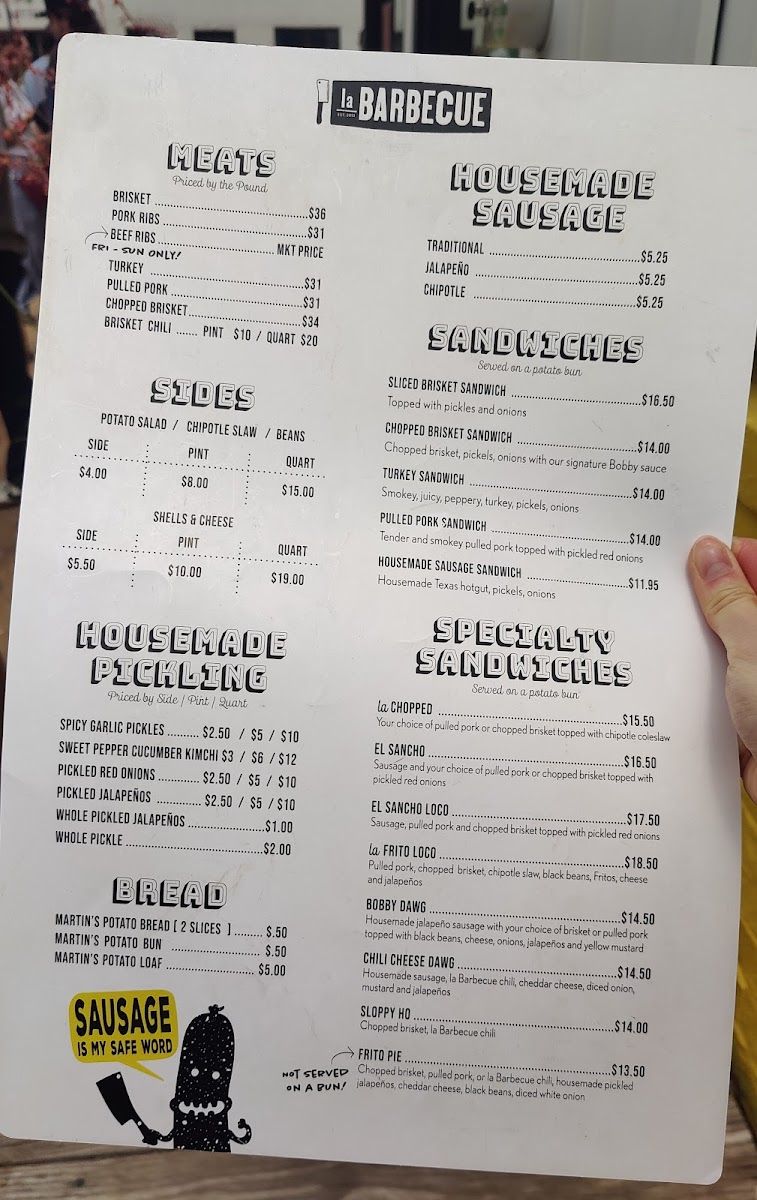 la BARBECUE
MEATS
Priced by the Pound
BRISKET ........ $36
PORK RIBS ........ $31
BEEF RIBS ........ MKT PRICE
FRI - SUN ONLY!
TURKEY ........ $31
PULLED PORK ........ $31
CHOPPED BRISKET ........ $34
BRISKET CHILI ...... PINT $10 / QUART $20
SIDES
POTATO SALAD / CHIPOTLE SLAW / BEANS
SIDE PINT QUART
$4.00 $8.00 $15.00
SHELLS & CHEESE
SIDE PINT QUART
$5.50 $10.00 $19.00
HOUSEMADE
PICKLING
Priced by Side / Pint / Quart
SPICY GARLIC PICKLES ......... $2.50 / $5 / $10
SWEET PEPPER CUCUMBER KIMCHI $3 / $6 / $12
PICKLED RED ONIONS ............ $2.50 / $5 / $10
PICKLED JALAPEÑOS ............. $2.50 / $5 / $10
WHOLE PICKLED JALAPEÑOS ........ $1.00
WHOLE PICKLE ........ $2.00
BREAD
MARTIN'S POTATO BREAD [ 2 SLICES ] ......... $.50
MARTIN'S POTATO BUN ........ $.50
MARTIN'S POTATO LOAF ........ $5.00
SAUSAGE
IS MY SAFE WORD
HOUSEMADE
SAUSAGE
TRADITIONAL ........ $5.25
JALAPEÑO ........ $5.25
CHIPOTLE ........ $5.25
SANDWICHES
Served on a potato bun
SLICED BRISKET SANDWICH ........ $16.50
Topped with pickles and onions
CHOPPED BRISKET SANDWICH ........ $14.00
Chopped brisket, pickels, onions with our signature Bobby sauce
TURKEY SANDWICH ........ $14.00
Smokey, juicy, peppery, turkey, pickels, onions
PULLED PORK SANDWICH ........ $14.00
Tender and smokey pulled pork topped with pickled red onions
HOUSEMADE SAUSAGE SANDWICH ........ $11.95
Housemade Texas hotgut, pickels, onions
SPECIALTY
SANDWICHES
Served on a potato bun
la CHOPPED ........ $15.50
Your choice of pulled pork or chopped brisket topped with chipotle coleslaw
EL SANCHO ........ $16.50
Sausage and your choice of pulled pork or chopped brisket topped with
pickled red onions
EL SANCHO LOCO ........ $17.50
Sausage, pulled pork and chopped brisket topped with pickled red onions
la FRITO LOCO ........ $18.50
Pulled pork, chopped brisket, chipotle slaw, black beans, Fritos, cheese
and jalapeños
BOBBY DAWG ........ $14.50
Housemade jalapeño sausage with your choice of brisket or pulled pork
topped with black beans, cheese, onions, jalapeños and yellow mustard
CHILI CHEESE DAWG ........ $14.50
Housemade sausage, la Barbecue chili, cheddar cheese, diced onion,
mustard and jalapeños
SLOPPY HO ........ $14.00
Chopped brisket, la Barbecue chili
FRITO PIE ........ $13.50
NOT SERVED
ON A BUN!
Chopped brisket, pulled pork, or la Barbecue chili, housemade pickled
jalapeños, cheddar cheese, black beans, diced white onion